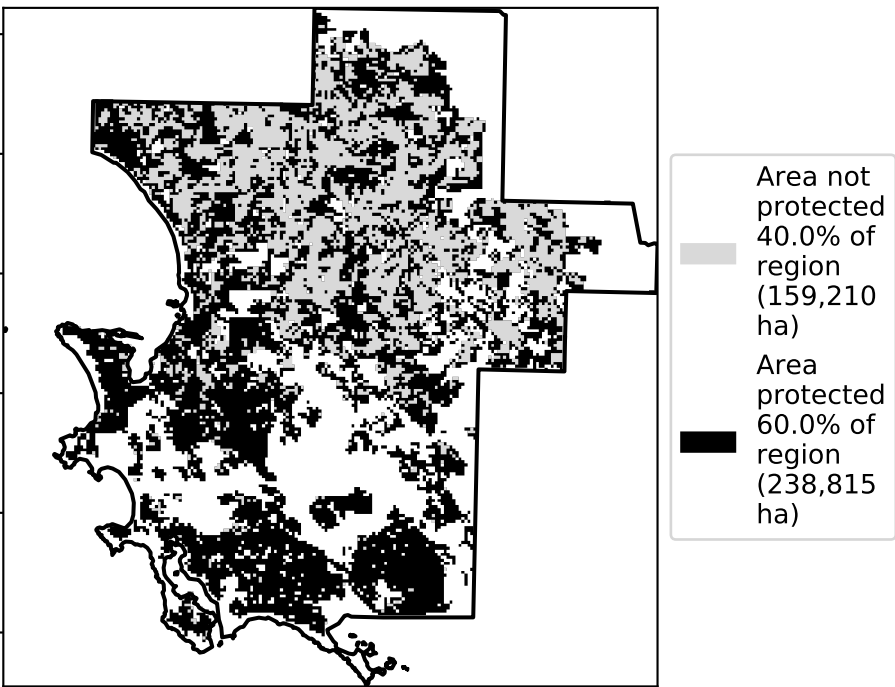 Area not
protected
40.0% of
region
(159,210
ha)
Area
protected
60.0% of
region
(238,815
ha)